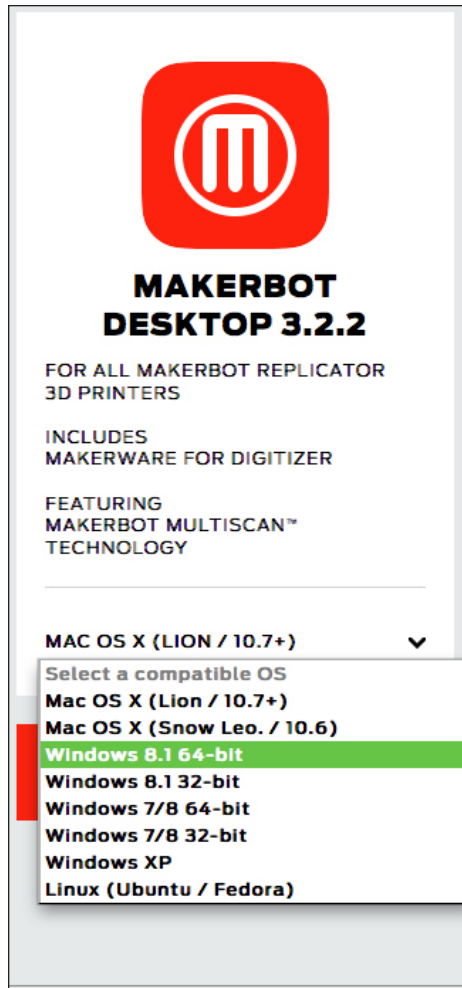 MAKERBOT
DESKTOP 3.2.2
FOR ALL MAKERBOT REPLICATOR
3D PRINTERS
INCLUDES
MAKERWARE FOR DIGITIZER
FEATURING
MAKERBOT MULTISCAN™
TECHNOLOGY
MAC OS X (LION / 10.7+)
Select a compatible OS
Mac OS X (Lion / 10.7+)
Mac OS X (Snow Leo. / 10.6)
Windows 8.1 64-bit
Windows 8.1 32-bit
Windows 7/8 64-bit
Windows 7/8 32-bit
Windows XP
Linux (Ubuntu / Fedora)